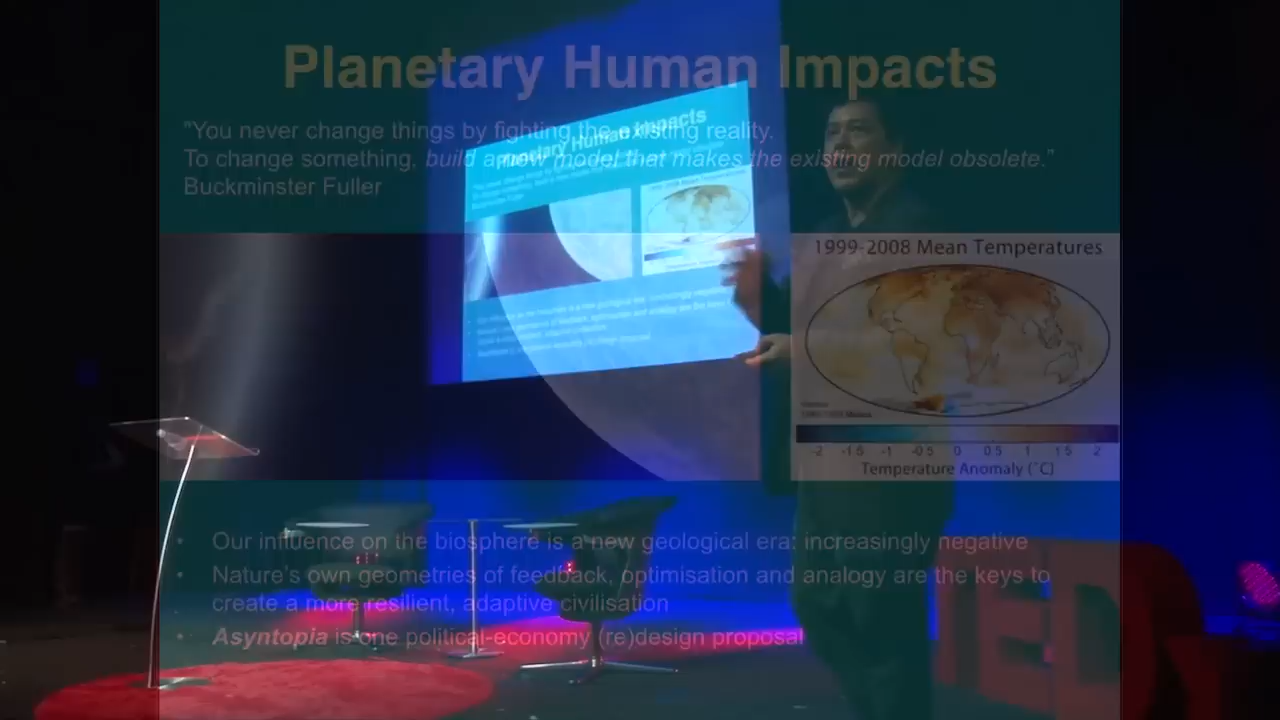 Planetary Human Impacts
"You never change things by fighting the existing reality.
To change something, build a new model that makes the existing model obsolete."
Buckminster Fuller
Planetary Human Impacts
1999-2008 Mean Temperatures
-2 -1.5 -1 -0.5 0 0.5 1 1.5 2
Temperature Anomaly (°C)
• Our influence on the biosphere is a new geological era: increasingly negative
• Nature's own geometries of feedback, optimisation and analogy are the keys to
create a more resilient, adaptive civilisation
• Asyntopia is one political-economy (re)design proposal
TEDx